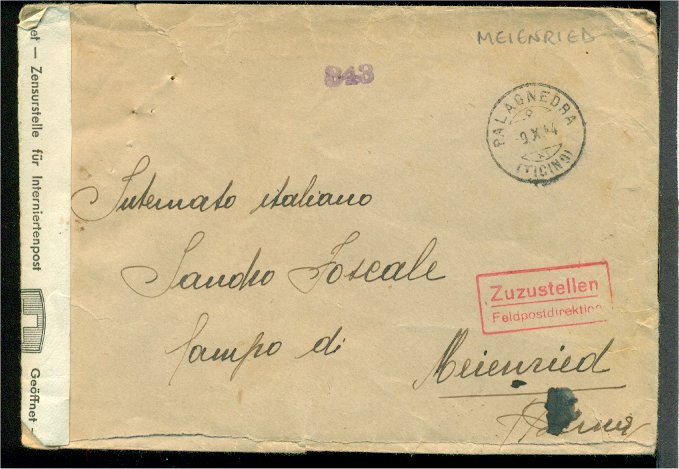 MEIENRIED
843
PALAGNEDRA
-9.X.44
(TICINO)
Internato italiano
Sandro Foscale
Campo di
Meienried
Zuzustellen
Feldpostdirektion
net — Zensurstelle für Interniertenpost
Geöffnet -